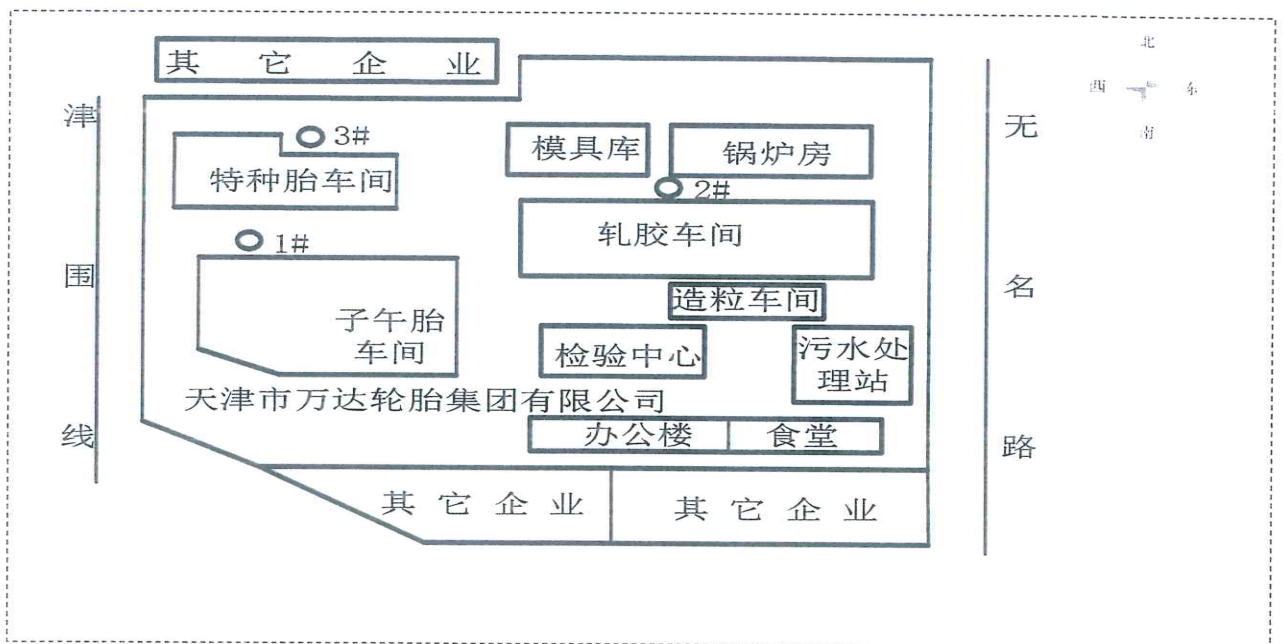 北
西 东
南
其它企业
津围线
无名路
3#
特种胎车间
模具库
锅炉房
2#
轧胶车间
1#
造粒车间
子午胎
车间
检验中心
污水处
理站
天津市万达轮胎集团有限公司
办公楼
食堂
其它企业
其它企业